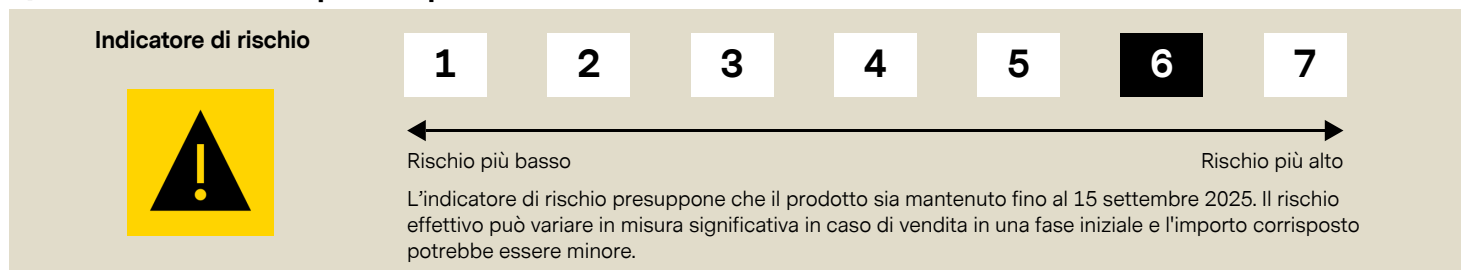 Indicatore di rischio
1 2 3 4 5 6 7
Rischio più basso Rischio più alto
L'indicatore di rischio presuppone che il prodotto sia mantenuto fino al 15 settembre 2025. Il rischio
effettivo può variare in misura significativa in caso di vendita in una fase iniziale e l'importo corrisposto
potrebbe essere minore.